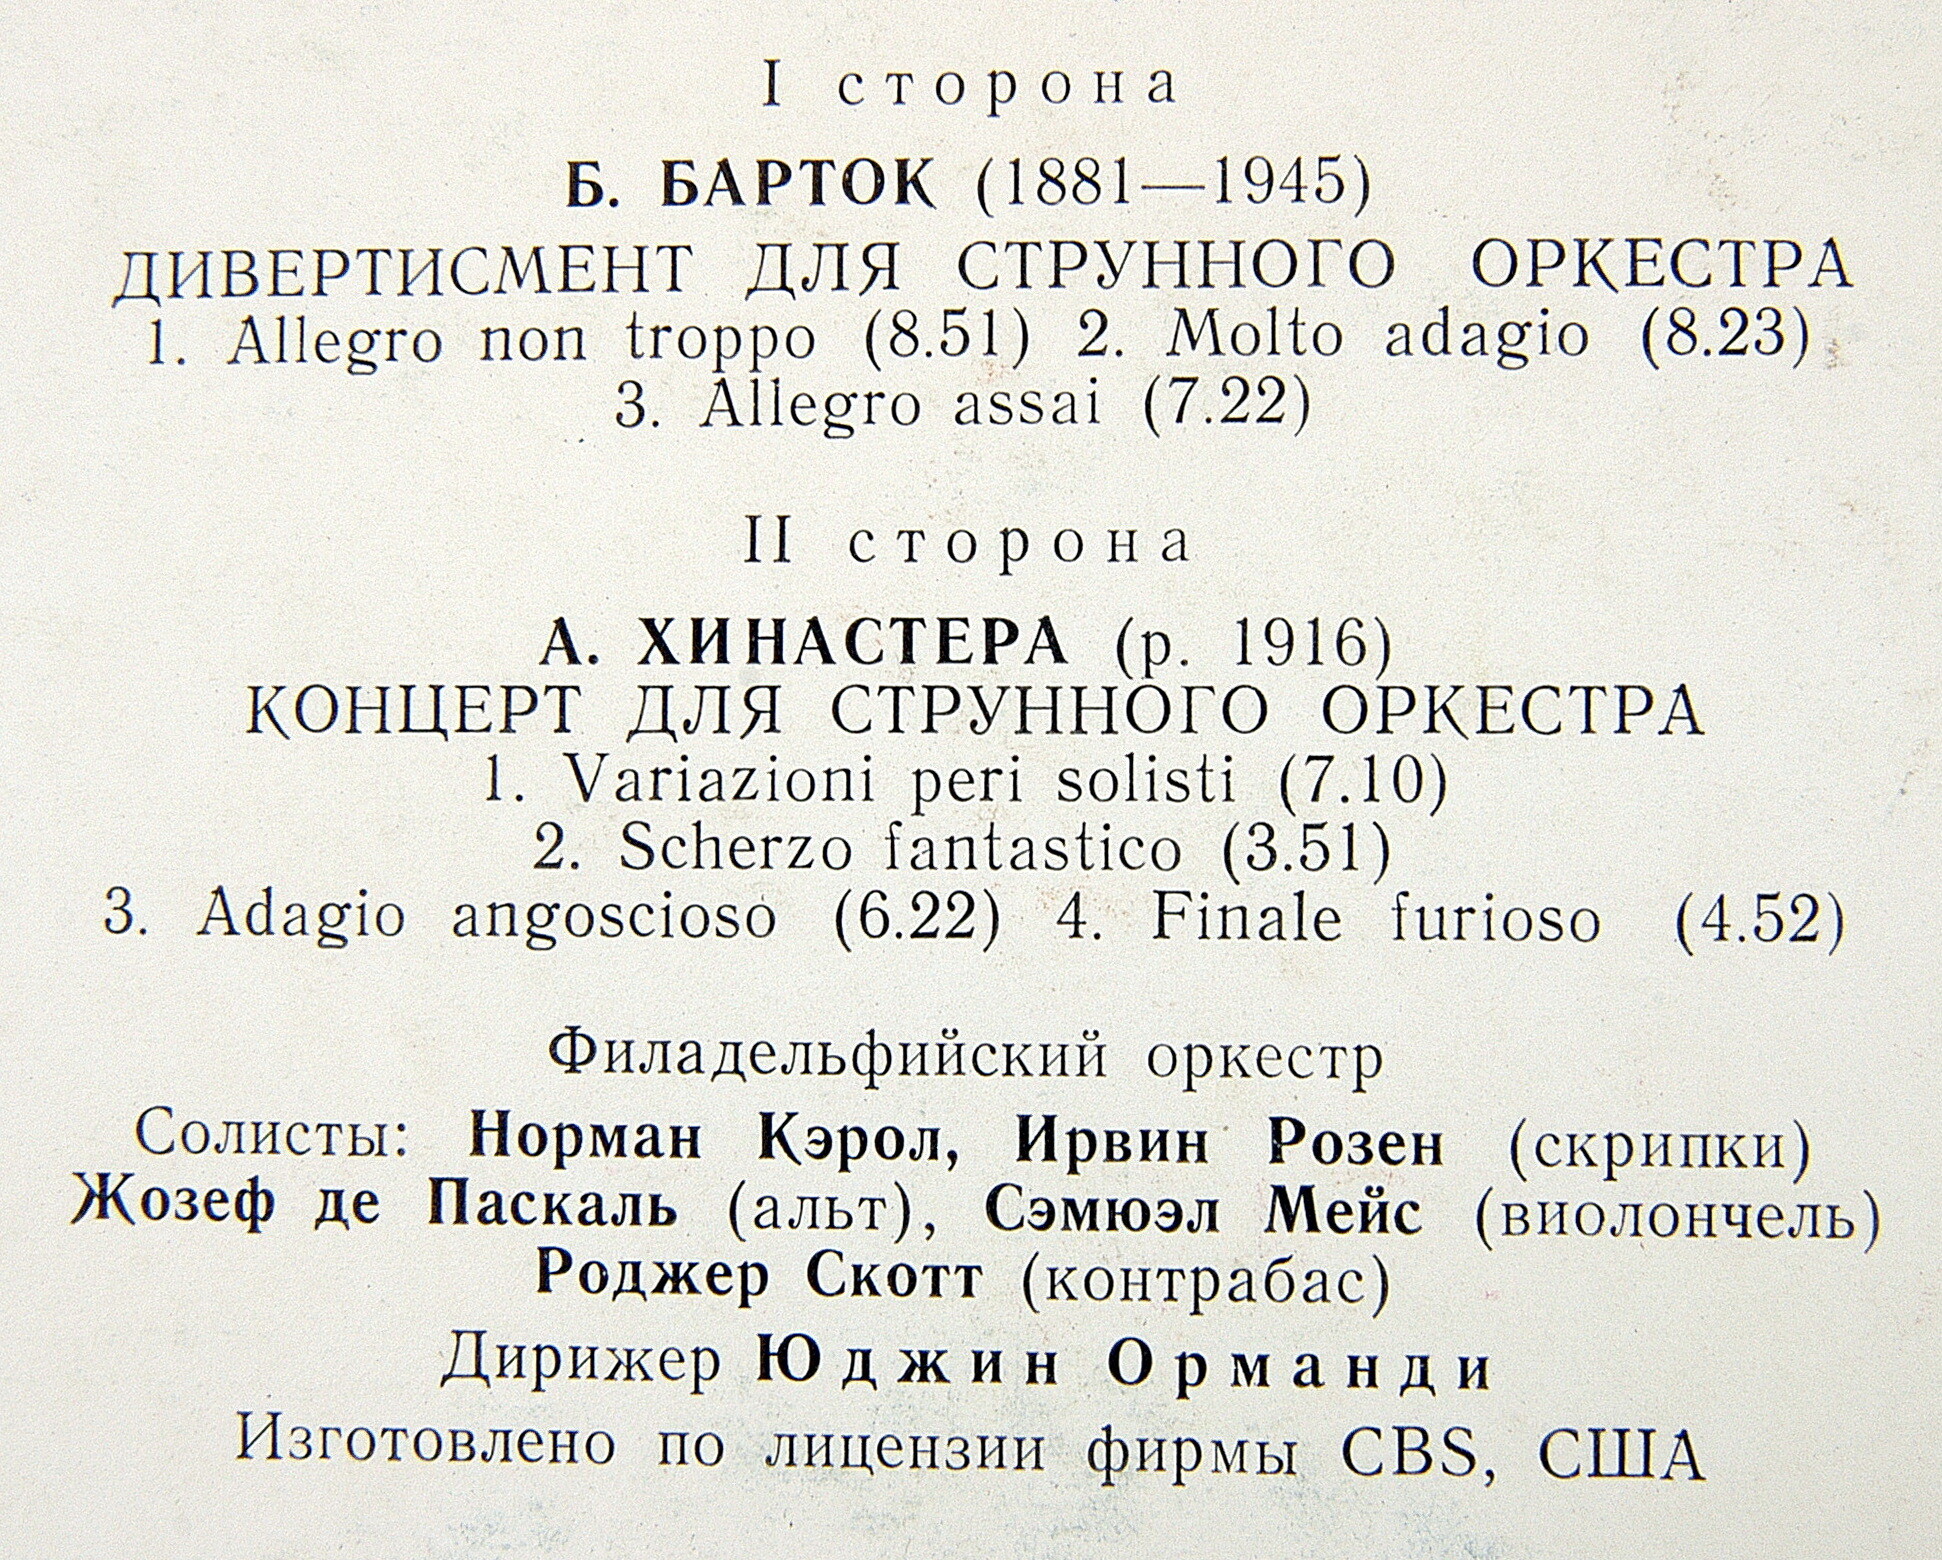 I сторона
Б. БАРТОК (1881—1945)
ДИВЕРТИСМЕНТ ДЛЯ СТРУННОГО ОРКЕСТРА
1. Allegro non troppo (8.51) 2. Molto adagio (8.23)
3. Allegro assai (7.22)
II сторона
А. ХИНАСТЕРА (р. 1916)
КОНЦЕРТ ДЛЯ СТРУННОГО ОРКЕСТРА
1. Variazioni peri solisti (7.10)
2. Scherzo fantastico (3.51)
3. Adagio angoscioso (6.22) 4. Finale furioso (4.52)
Филадельфийский оркестр
Солисты: Норман Кэрол, Ирвин Розен (скрипки)
Жозеф де Паскаль (альт), Сэмюэл Мейс (виолончель)
Роджер Скотт (контрабас)
Дирижер Юджин Орманди
Изготовлено по лицензии фирмы CBS, США